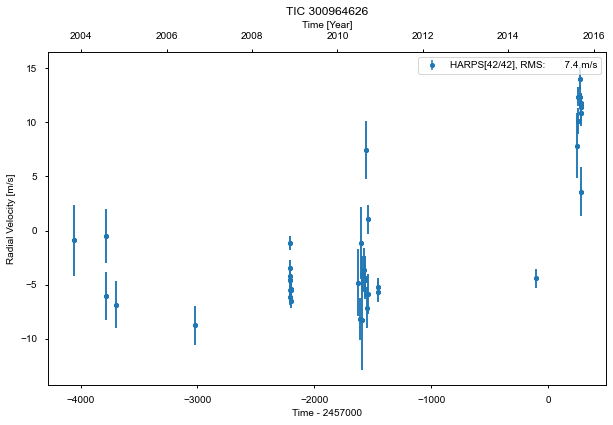 TIC 300964626
Time [Year]
2004 2006 2008 2010 2012 2014 2016
HARPS[42/42], RMS: 7.4 m/s
15
10
5
0
−5
−10
Radial Velocity [m/s]
−4000 −3000 −2000 −1000 0
Time - 2457000